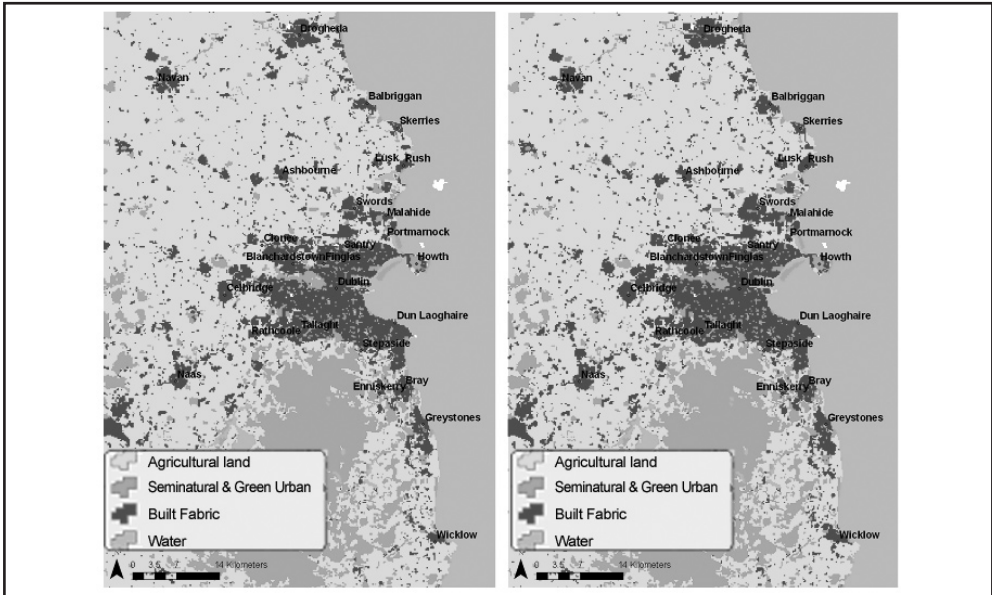 Drogheda
Navan
Balbriggan
Skerries
Lusk Rush
Ashbourne
Swords
Malahide
Portmarnock
Clonee
Santry
Blanchardstown Finglas
Howth
Dublin
Celbridge
Dun Laoghaire
Tallaght
Rathcoole
Stepaside
Naas
Bray
Enniskerry
Greystones
Agricultural land
Seminatural & Green Urban
Built Fabric
Water
Wicklow
0 3.5 7 14 Kilometers
Drogheda
Navan
Balbriggan
Skerries
Lusk Rush
Ashbourne
Swords
Malahide
Portmarnock
Clonee
Santry
Blanchardstown Finglas
Howth
Dublin
Celbridge
Dun Laoghaire
Tallaght
Rathcoole
Stepaside
Naas
Bray
Enniskerry
Greystones
Agricultural land
Seminatural & Green Urban
Built Fabric
Water
Wicklow
0 3.5 7 14 Kilometers